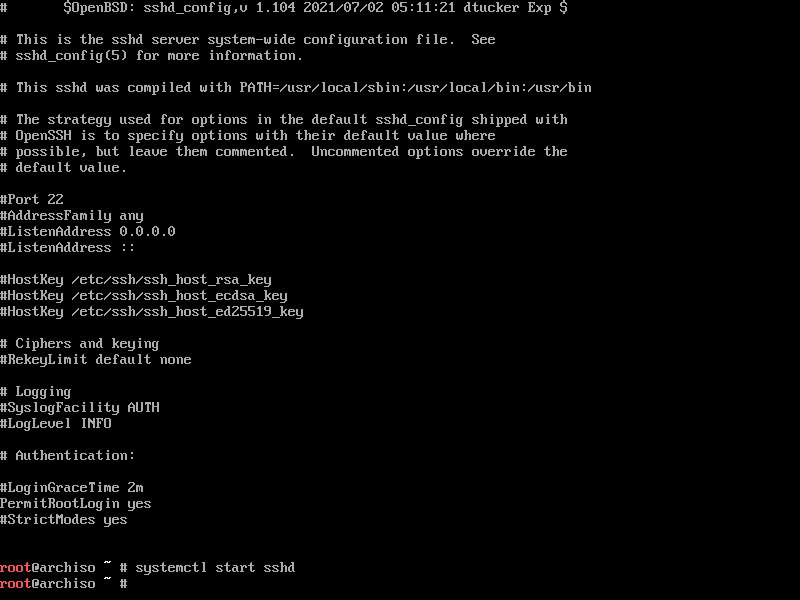 #       $OpenBSD: sshd_config,v 1.104 2021/07/02 05:11:21 dtucker Exp $
# This is the sshd server system-wide configuration file.  See
# sshd_config(5) for more information.
# This sshd was compiled with PATH=/usr/local/sbin:/usr/local/bin:/usr/bin
# The strategy used for options in the default sshd_config shipped with
# OpenSSH is to specify options with their default value where
# possible, but leave them commented.  Uncommented options override the
# default value.
#Port 22
#AddressFamily any
#ListenAddress 0.0.0.0
#ListenAddress ::
#HostKey /etc/ssh/ssh_host_rsa_key
#HostKey /etc/ssh/ssh_host_ecdsa_key
#HostKey /etc/ssh/ssh_host_ed25519_key
# Ciphers and keying
#RekeyLimit default none
# Logging
#SyslogFacility AUTH
#LogLevel INFO
# Authentication:
#LoginGraceTime 2m
PermitRootLogin yes
#StrictModes yes
root@archiso ~ # systemctl start sshd
root@archiso ~ #